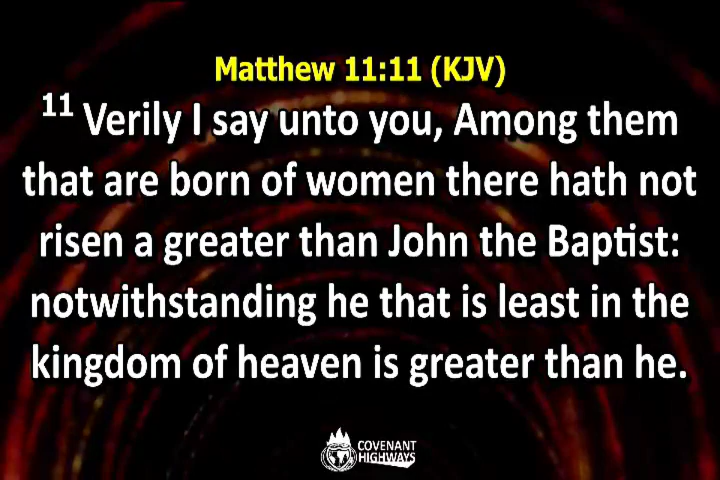 Matthew 11:11 (KJV)
11 Verily I say unto you, Among them
that are born of women there hath not
risen a greater than John the Baptist:
notwithstanding he that is least in the
kingdom of heaven is greater than he.
COVENANT
HIGHWAYS